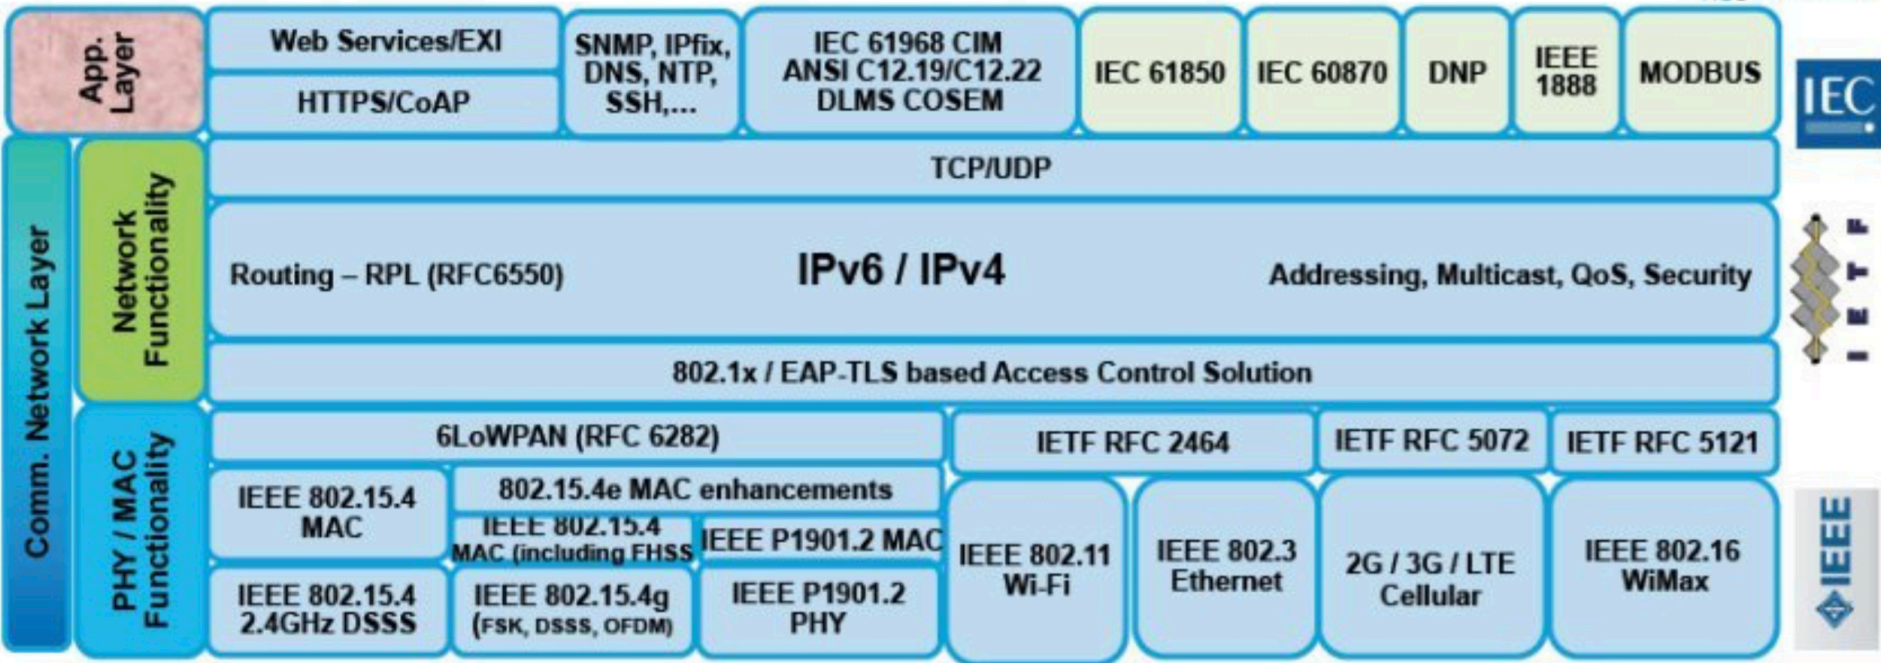 App.
Layer
Web Services/EXI
HTTPS/CoAP
SNMP, IPfix,
DNS, NTP,
SSH,...
IEC 61968 CIM
ANSI C12.19/C12.22
DLMS COSEM
IEC 61850
IEC 60870
DNP
IEEE
1888
MODBUS
IEC
Comm. Network Layer
Network
Functionality
TCP/UDP
Routing – RPL (RFC6550)
IPv6 / IPv4
Addressing, Multicast, QoS, Security
802.1x / EAP-TLS based Access Control Solution
IETF
PHY / MAC
Functionality
6LoWPAN (RFC 6282)
IETF RFC 2464
IETF RFC 5072
IETF RFC 5121
IEEE 802.15.4
MAC
802.15.4e MAC enhancements
IEEE 802.15.4
MAC (including FHSS
IEEE P1901.2 MAC
IEEE 802.15.4
2.4GHz DSSS
IEEE 802.15.4g
(FSK, DSSS, OFDM)
IEEE P1901.2
PHY
IEEE 802.11
Wi-Fi
IEEE 802.3
Ethernet
2G / 3G / LTE
Cellular
IEEE 802.16
WiMax
IEEE